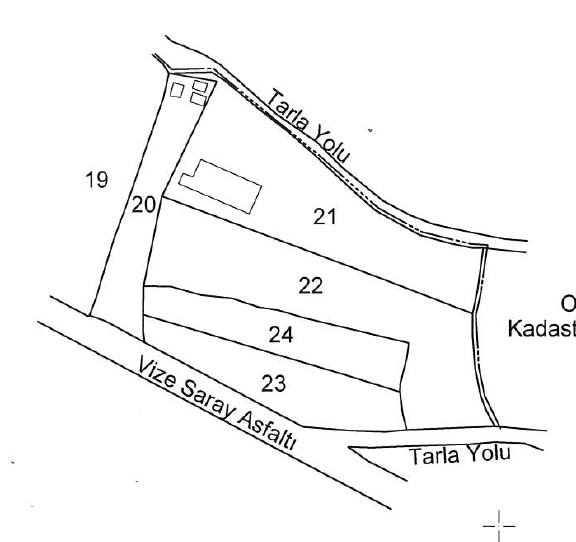 Tarla Yolu
19
20
21
22
O
Kadast
24
23
Vize Saray Asfaltı
Tarla Yolu